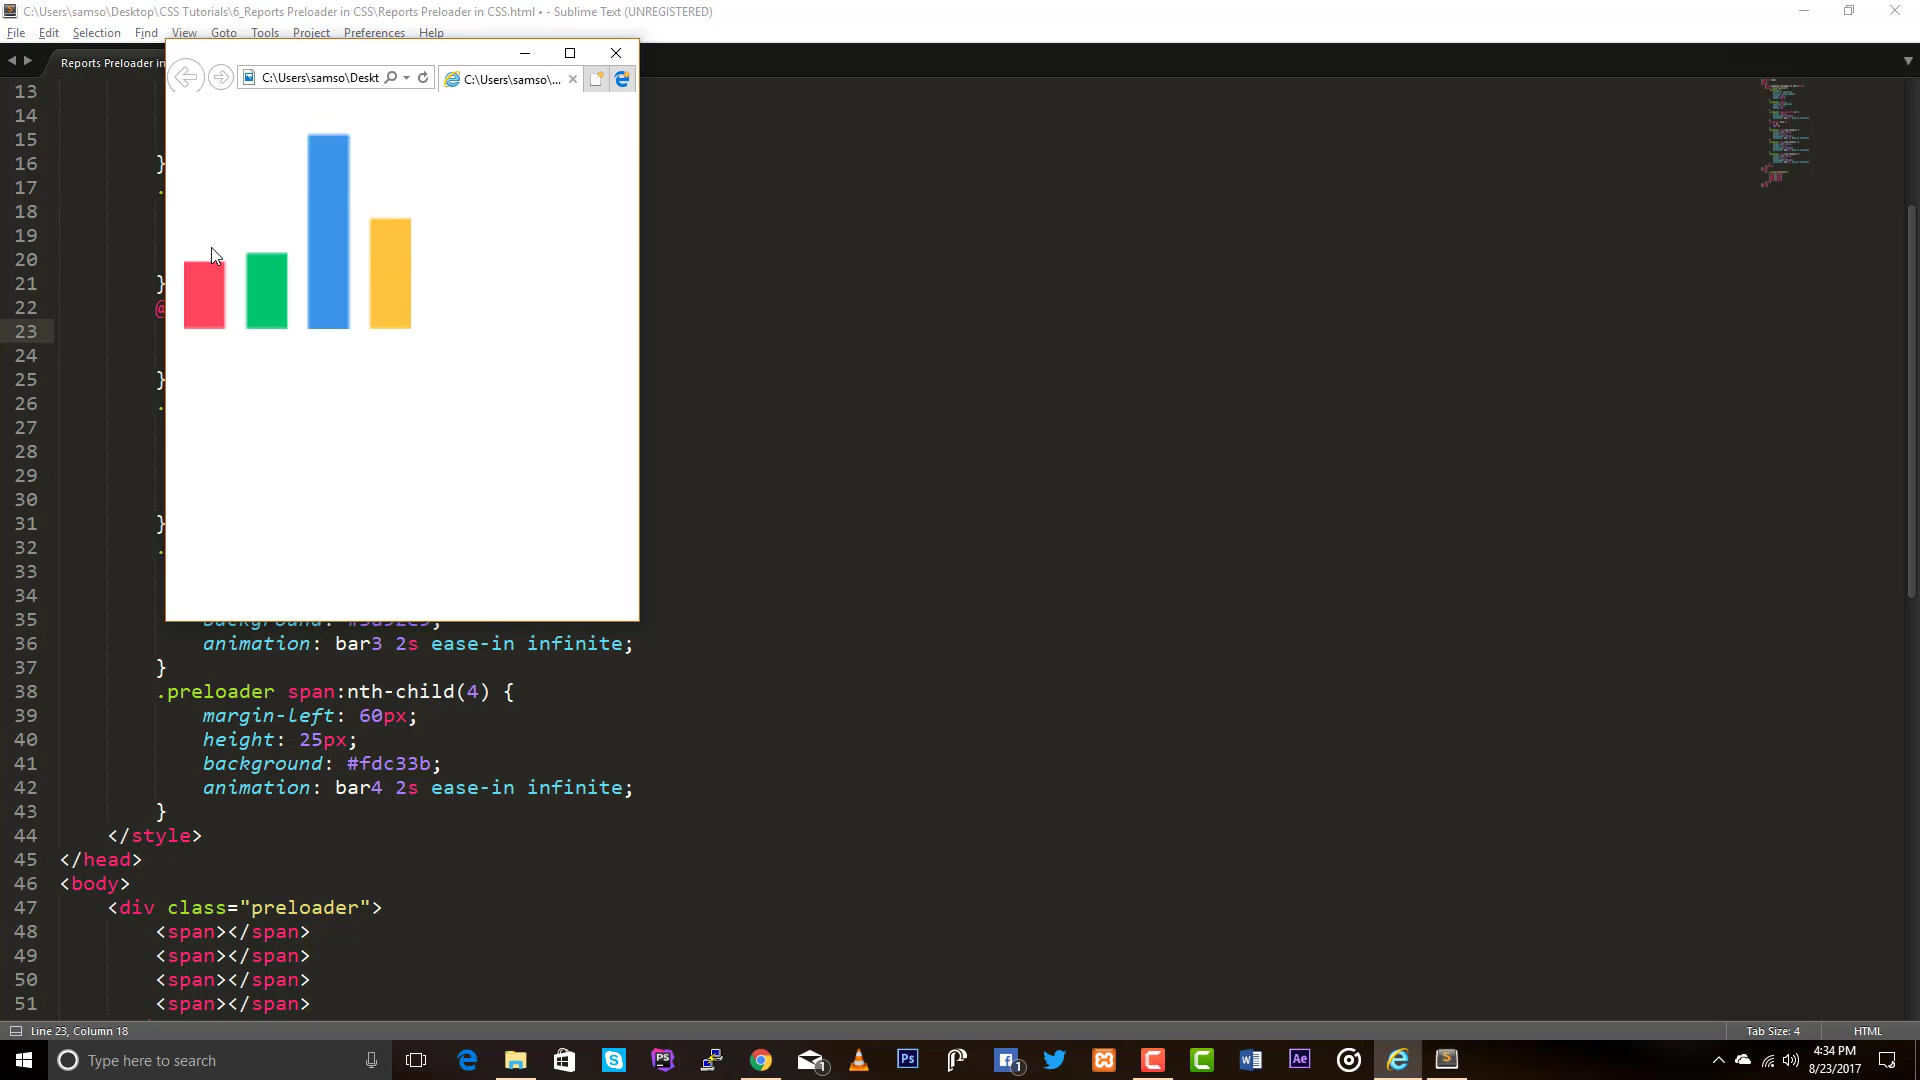 C:\Users\samso\Desktop\CSS Tutorials\6_Reports Preloader in CSS\Reports Preloader in CSS.html • - Sublime Text (UNREGISTERED)
File Edit Selection Find View Goto Tools Project Preferences Help
Reports Preloader in
C:\Users\samso\Deskt
C:\Users\samso\...
13
14
15
16 }
17 .
18
19
20
21 }
22 @
23
24
25 }
26 .
27
28
29
30
31 }
32 .
33
34
35
36 animation: bar3 2s ease-in infinite;
37 }
38 .preloader span:nth-child(4) {
39 margin-left: 60px;
40 height: 25px;
41 background: #fdc33b;
42 animation: bar4 2s ease-in infinite;
43 }
44 </style>
45 </head>
46 <body>
47 <div class="preloader">
48 <span></span>
49 <span></span>
50 <span></span>
51 <span></span>
Line 23, Column 18
Tab Size: 4
HTML
Type here to search
4:34 PM
8/23/2017